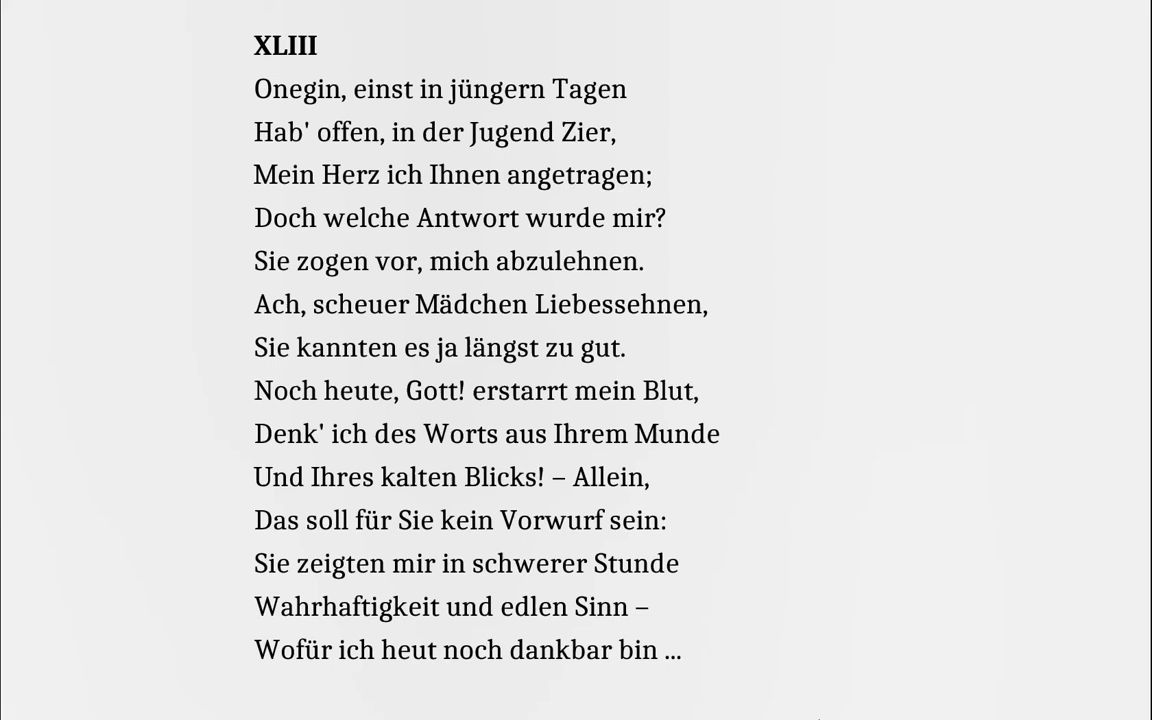 XLIII
Onegin, einst in jüngern Tagen
Hab' offen, in der Jugend Zier,
Mein Herz ich Ihnen angetragen;
Doch welche Antwort wurde mir?
Sie zogen vor, mich abzulehnen.
Ach, scheuer Mädchen Liebessehnen,
Sie kannten es ja längst zu gut.
Noch heute, Gott! erstarrt mein Blut,
Denk' ich des Worts aus Ihrem Munde
Und Ihres kalten Blicks! – Allein,
Das soll für Sie kein Vorwurf sein:
Sie zeigten mir in schwerer Stunde
Wahrhaftigkeit und edlen Sinn –
Wofür ich heut noch dankbar bin ...